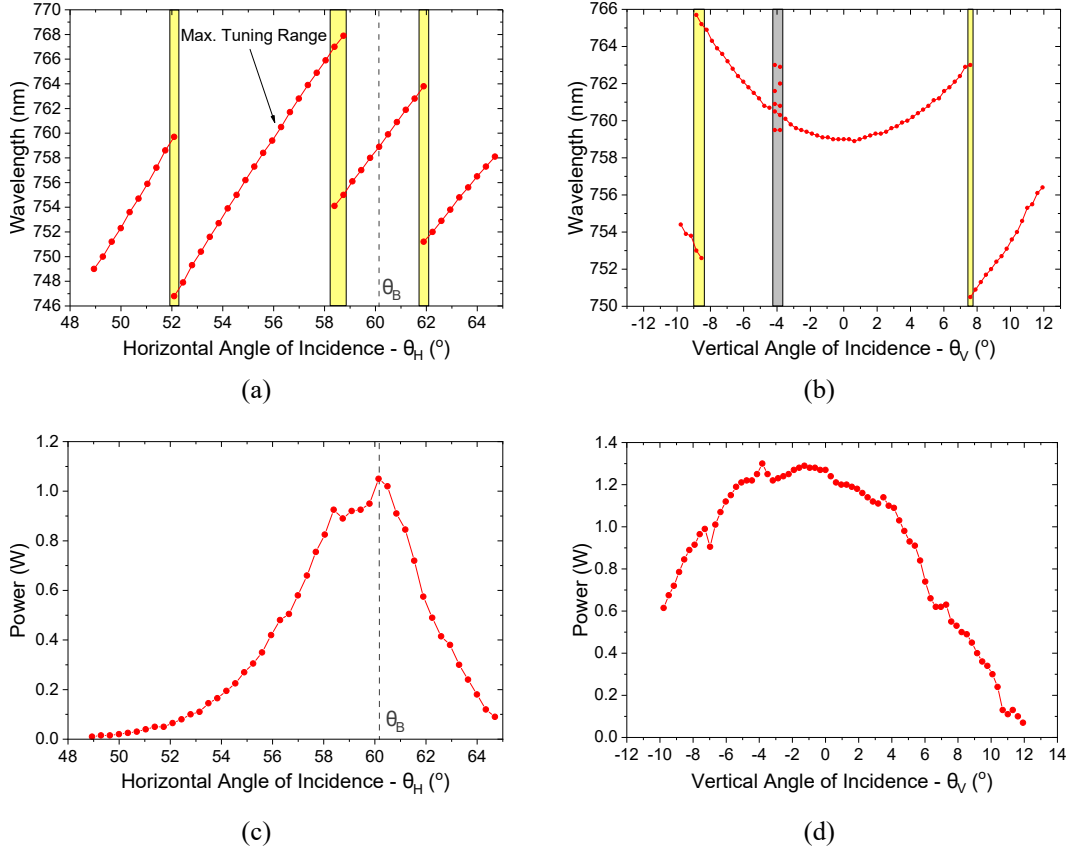 770
768
766
764
762
760
758
756
754
752
750
748
746
Wavelength (nm)
Max. Tuning Range
θB
48 50 52 54 56 58 60 62 64
Horizontal Angle of Incidence - θH (o)
(a)
766
764
762
760
758
756
754
752
750
Wavelength (nm)
-12 -10 -8 -6 -4 -2 0 2 4 6 8 10 12
Vertical Angle of Incidence - θV (o)
(b)
1.2
1.0
0.8
0.6
0.4
0.2
0.0
Power (W)
θB
48 50 52 54 56 58 60 62 64
Horizontal Angle of Incidence - θH (o)
(c)
1.4
1.2
1.0
0.8
0.6
0.4
0.2
0.0
Power (W)
-12 -10 -8 -6 -4 -2 0 2 4 6 8 10 12 14
Vertical Angle of Incidence - θV (o)
(d)